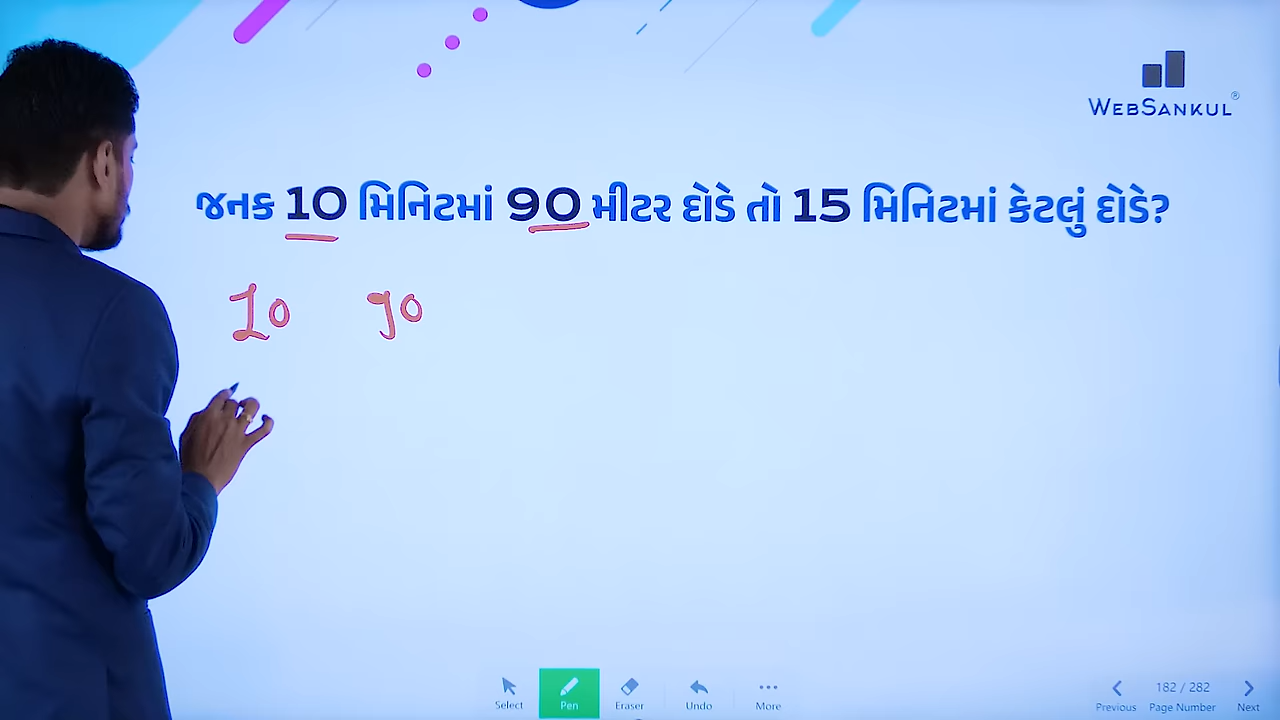 WEBSANKUL®
જનક 10 મિનિટમાં 90 મીટર દોડે તો 15 મિનિટમાં કેટલું દોડે?
10 90
Select Pen Eraser Undo More
182 / 282
Previous Page Number Next